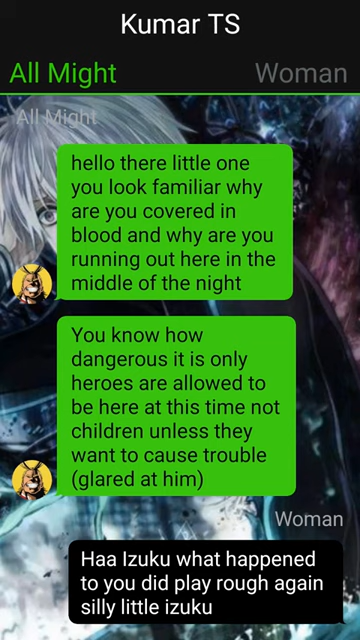 Kumar TS
All Might Woman
All Might
hello there little one
you look familiar why
are you covered in
blood and why are you
running out here in the
middle of the night
You know how
dangerous it is only
heroes are allowed to
be here at this time not
children unless they
want to cause trouble
(glared at him)
Woman
Haa Izuku what happened
to you did play rough again
silly little izuku